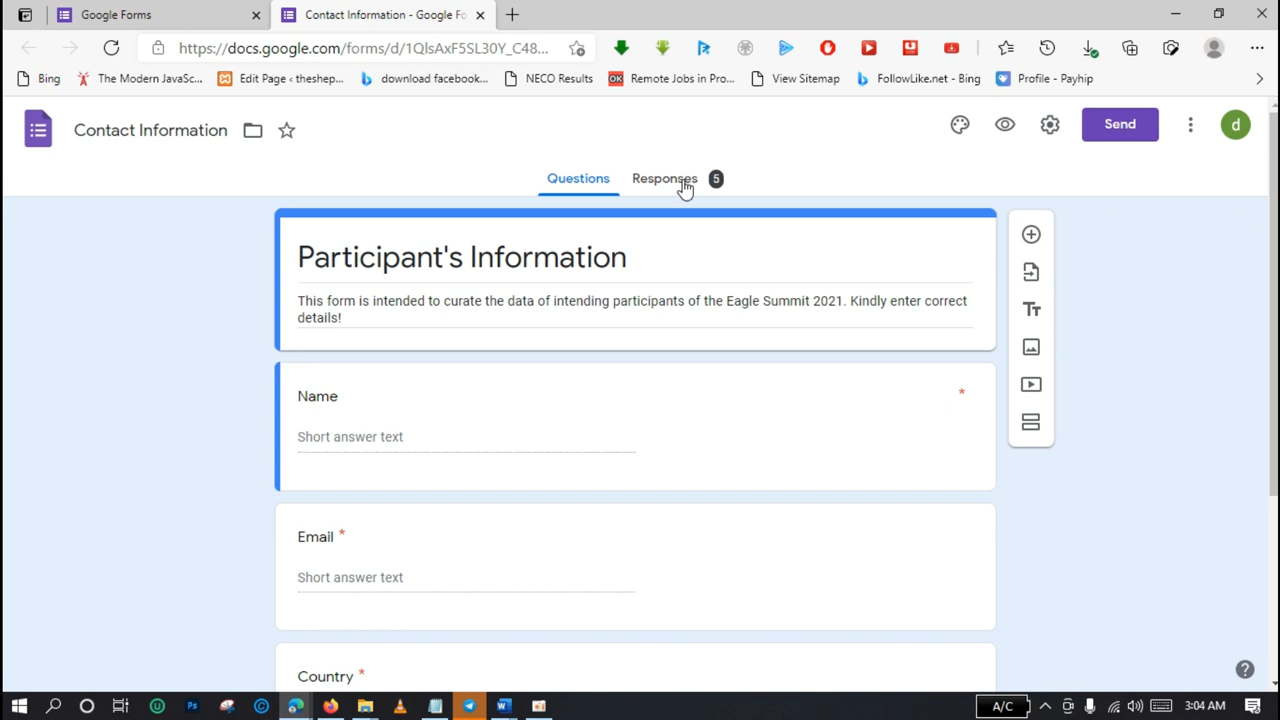 Google Forms
Contact Information - Google Fo
https://docs.google.com/forms/d/1QlsAxF5SL30Y_C48...
Bing
The Modern JavaSc...
Edit Page ‹ theshep...
download facebook...
NECO Results
OK
Remote Jobs in Pro...
View Sitemap
FollowLike.net - Bing
Profile - Payhip
Contact Information
Send
d
Questions
Responses
5
Participant's Information
This form is intended to curate the data of intending participants of the Eagle Summit 2021. Kindly enter correct
details!
Name
*
Short answer text
Email *
Short answer text
Country *
A/C
3:04 AM